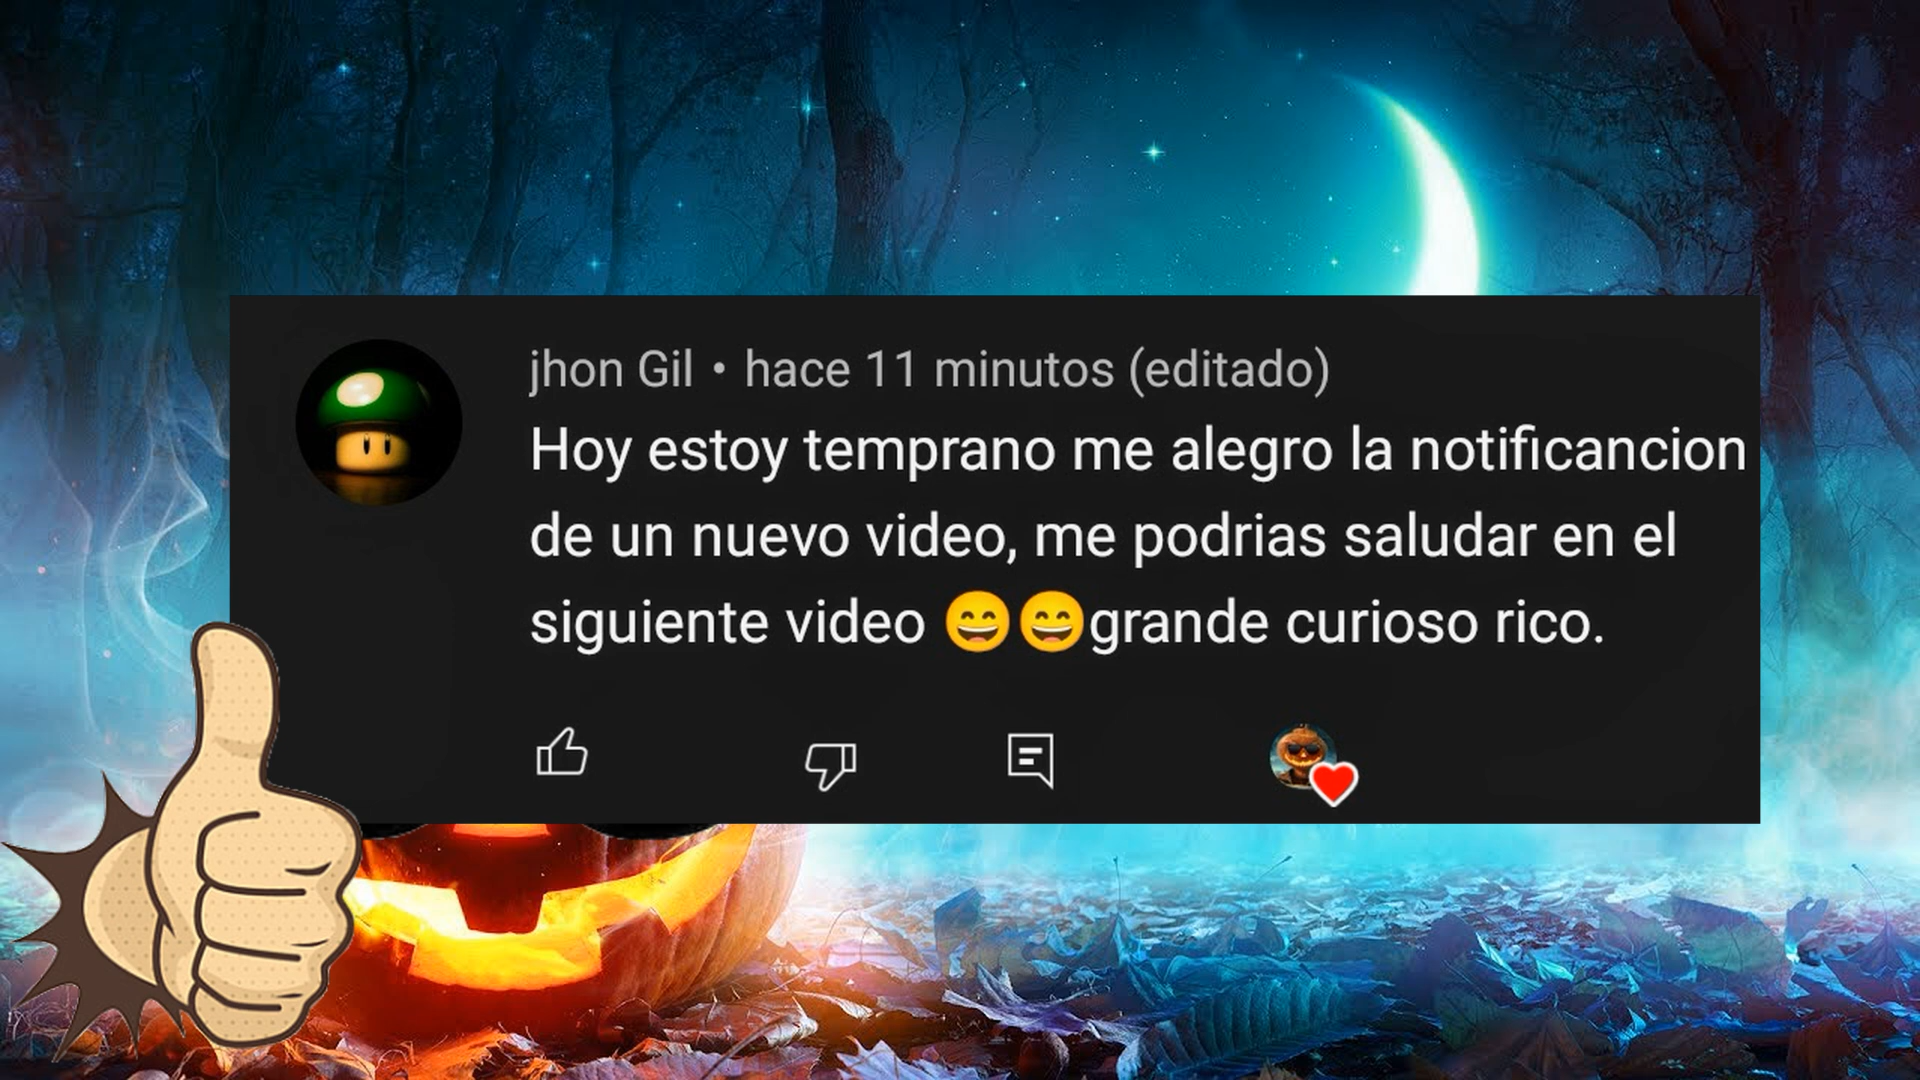 jhon Gil • hace 11 minutos (editado)
Hoy estoy temprano me alegro la notificancion
de un nuevo video, me podrias saludar en el
siguiente video 😄😄grande curioso rico.